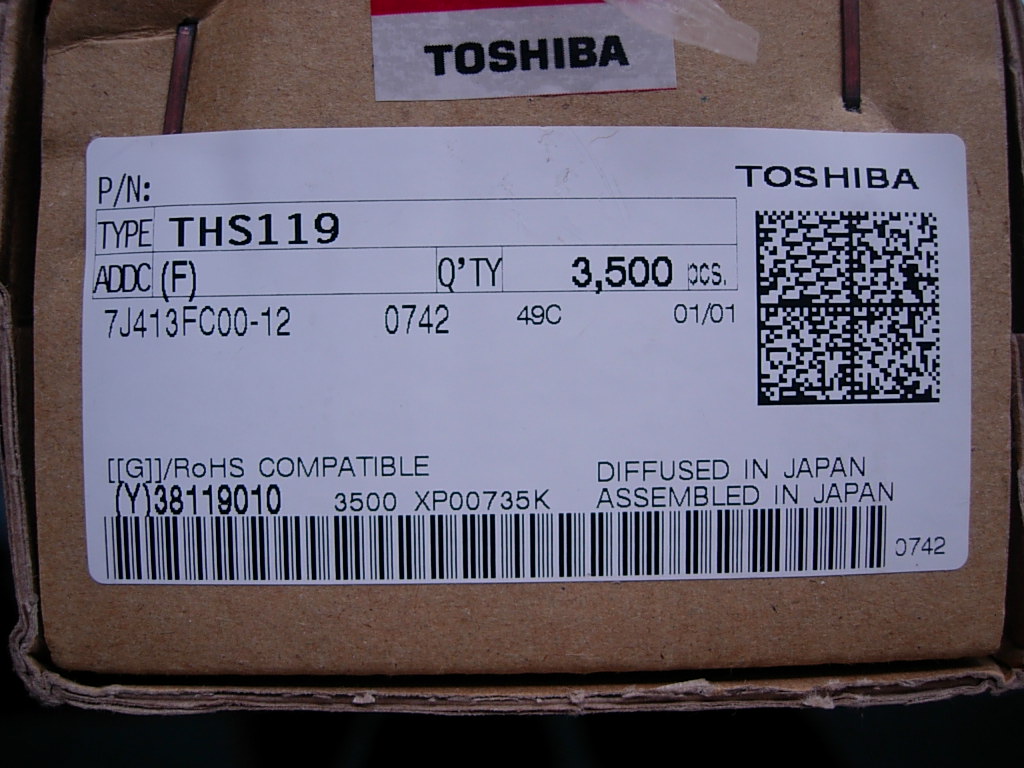 TOSHIBA
P/N:
TOSHIBA
TYPE THS119
ADDC (F) Q'TY 3,500 pcs.
7J413FC00-12 0742 49C 01/01
[[G]]/RoHS COMPATIBLE DIFFUSED IN JAPAN
(Y)38119010 3500 XP00735K ASSEMBLED IN JAPAN
0742